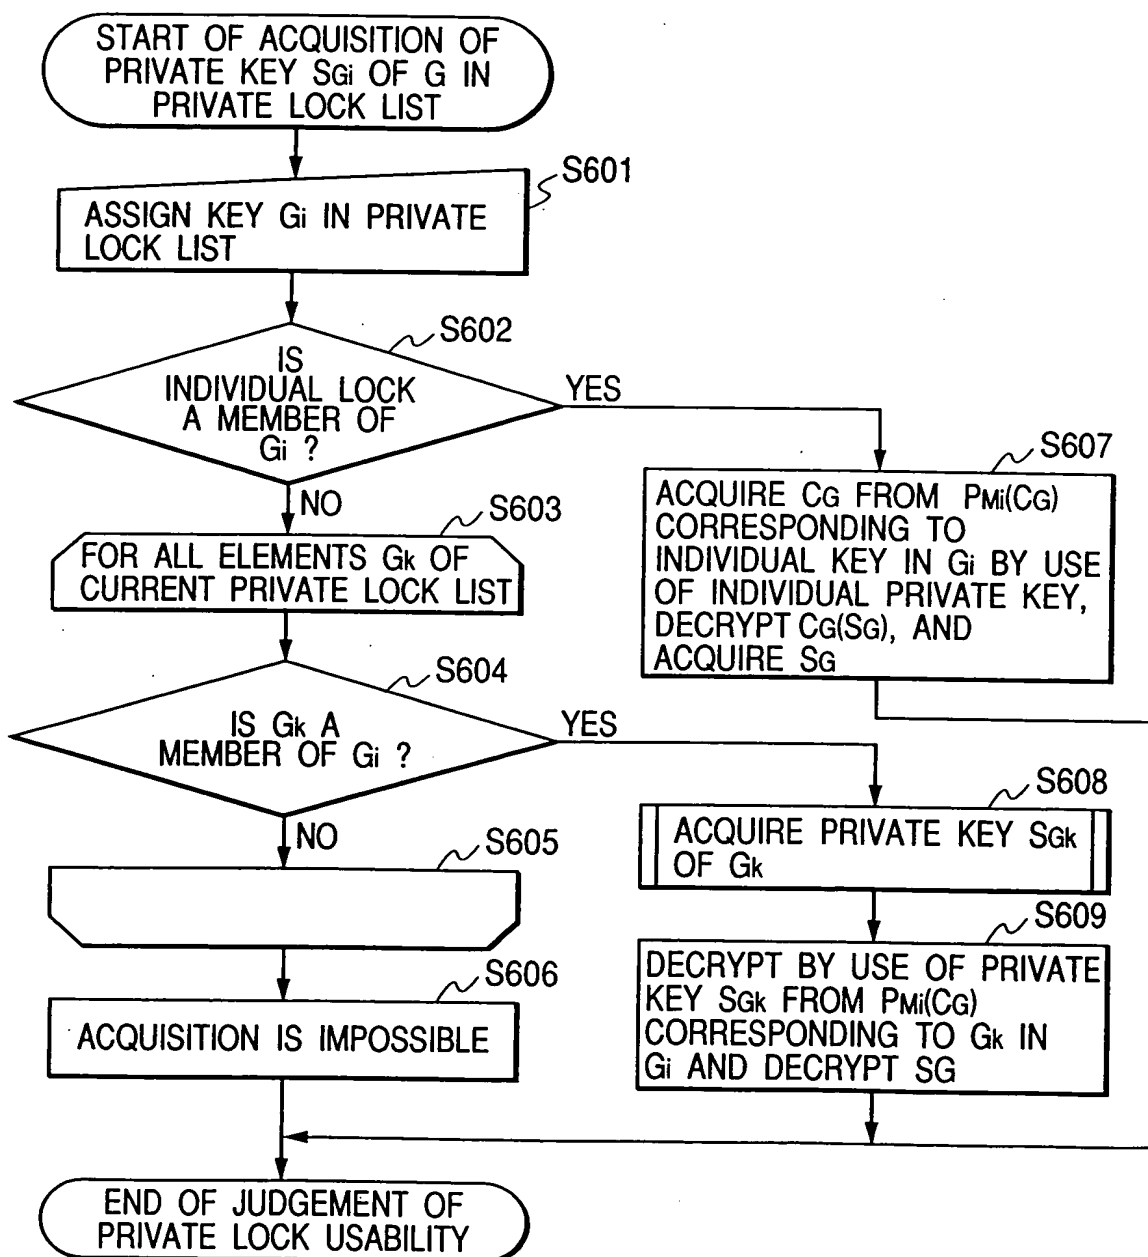 START OF ACQUISITION OF
PRIVATE KEY SGi OF G IN
PRIVATE LOCK LIST
S601
ASSIGN KEY Gi IN PRIVATE
LOCK LIST
S602
IS
INDIVIDUAL LOCK
A MEMBER OF
Gi ?
YES
NO
S607
ACQUIRE CG FROM PMi(CG)
CORRESPONDING TO
INDIVIDUAL KEY IN Gi BY USE
OF INDIVIDUAL PRIVATE KEY,
DECRYPT CG(SG), AND
ACQUIRE SG
S603
FOR ALL ELEMENTS Gk OF
CURRENT PRIVATE LOCK LIST
S604
IS Gk A
MEMBER OF Gi ?
YES
NO
S608
ACQUIRE PRIVATE KEY SGk
OF Gk
S605
S609
DECRYPT BY USE OF PRIVATE
KEY SGk FROM PMi(CG)
CORRESPONDING TO Gk IN
Gi AND DECRYPT SG
S606
ACQUISITION IS IMPOSSIBLE
END OF JUDGEMENT OF
PRIVATE LOCK USABILITY